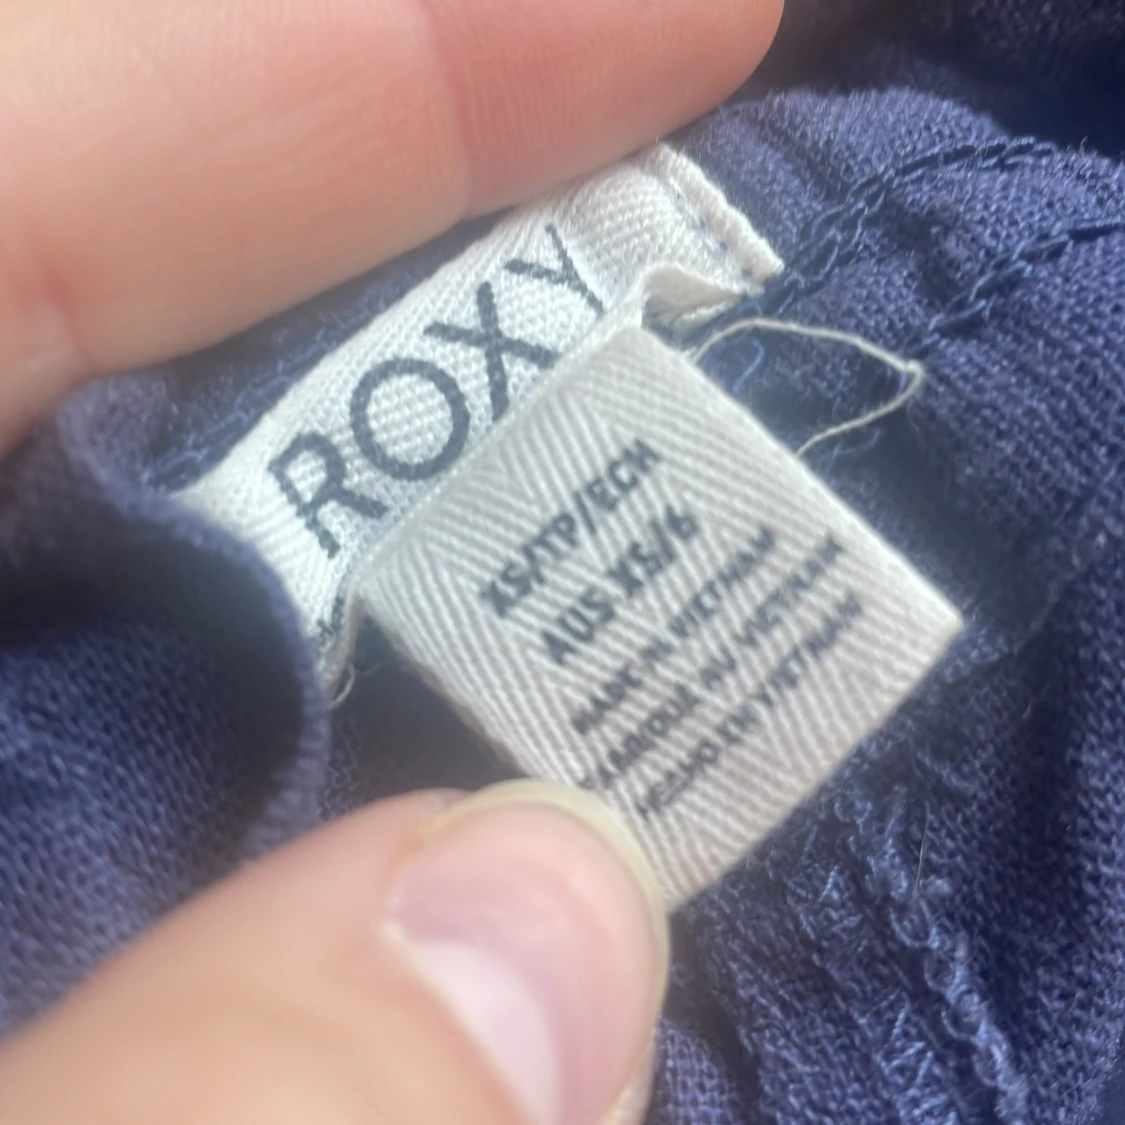 ROXY
XS/TP/ECH
AUS XS/6
MADE IN VIETNAM
FABRIQUÉ AU VIETNAM
HECHO EN VIETNAM